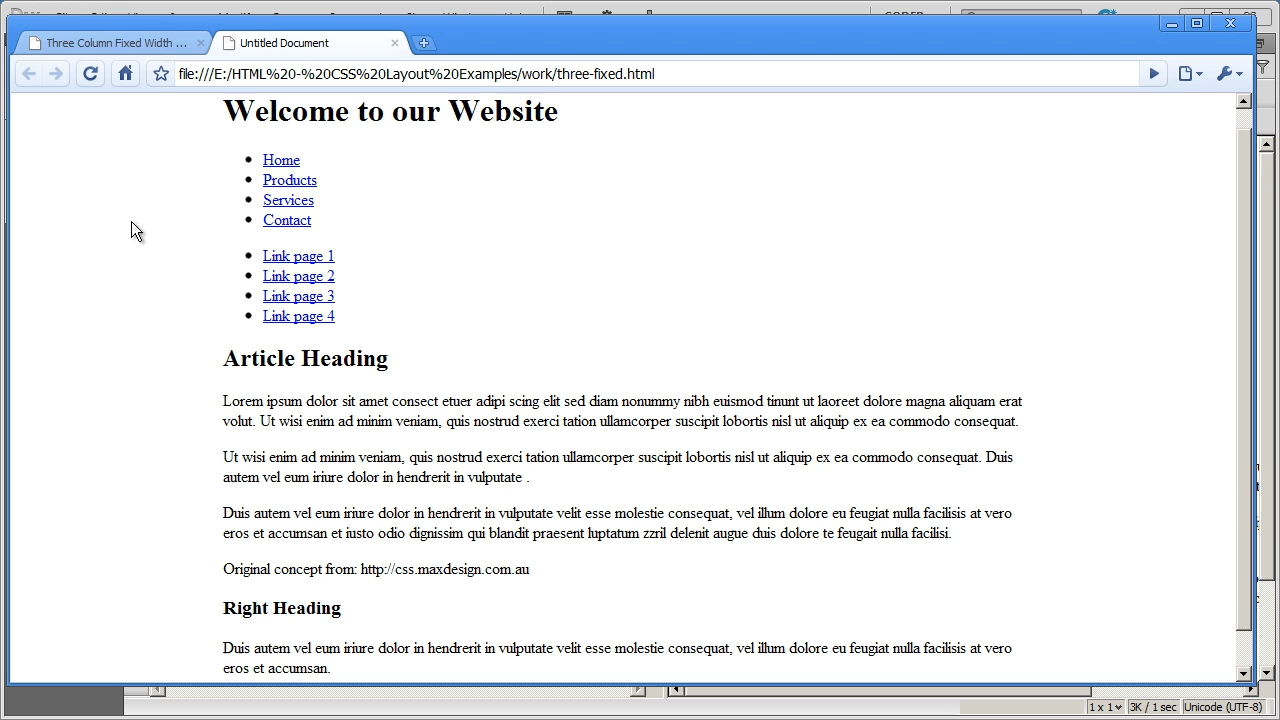 CODER
Three Column Fixed Width ...
Untitled Document
file:///E:/HTML%20-%20CSS%20Layout%20Examples/work/three-fixed.html
Welcome to our Website
Home
Products
Services
Contact
Link page 1
Link page 2
Link page 3
Link page 4
Article Heading
Lorem ipsum dolor sit amet consect etuer adipi scing elit sed diam nonummy nibh euismod tinunt ut laoreet dolore magna aliquam erat
volut. Ut wisi enim ad minim veniam, quis nostrud exerci tation ullamcorper suscipit lobortis nisl ut aliquip ex ea commodo consequat.
Ut wisi enim ad minim veniam, quis nostrud exerci tation ullamcorper suscipit lobortis nisl ut aliquip ex ea commodo consequat. Duis
autem vel eum iriure dolor in hendrerit in vulputate .
Duis autem vel eum iriure dolor in hendrerit in vulputate velit esse molestie consequat, vel illum dolore eu feugiat nulla facilisis at vero
eros et accumsan et iusto odio dignissim qui blandit praesent luptatum zzril delenit augue duis dolore te feugait nulla facilisi.
Original concept from: http://css.maxdesign.com.au
Right Heading
Duis autem vel eum iriure dolor in hendrerit in vulputate velit esse molestie consequat, vel illum dolore eu feugiat nulla facilisis at vero
eros et accumsan.
1 x 1 3K / 1 sec Unicode (UTF-8)